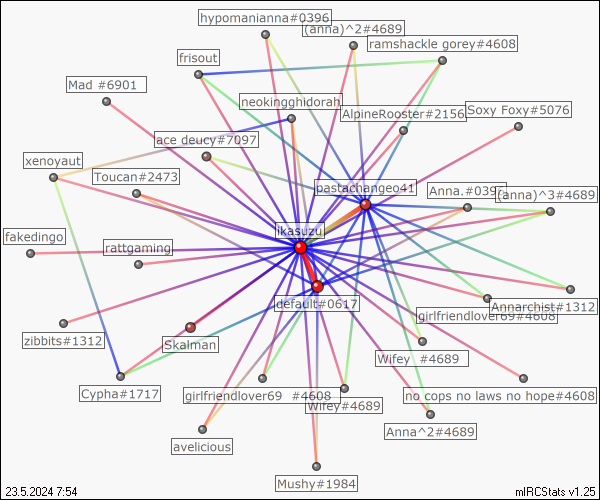 hypomanianna#0396
(anna)^2#4689
ramshackle gorey#4608
frisout
Mad #6901
neokingghidorah
AlpineRooster#2156
Soxy Foxy#5076
ace deucy#7097
xenoyaut
Toucan#2473
pastachangeo41
Anna.#0396
(anna)^3#4689
ikasuzu
fakedingo
rattgaming
default#0617
Annarchist#1312
girlfriendlover69#4608
zibbits#1312
Skalman
Wifey #4689
Cypha#1717
girlfriendlover69 #4608
Wifey#4689
no cops no laws no hope#4608
Anna^2#4689
avelicious
Mushy#1984
23.5.2024 7:54
mIRCStats v1.25